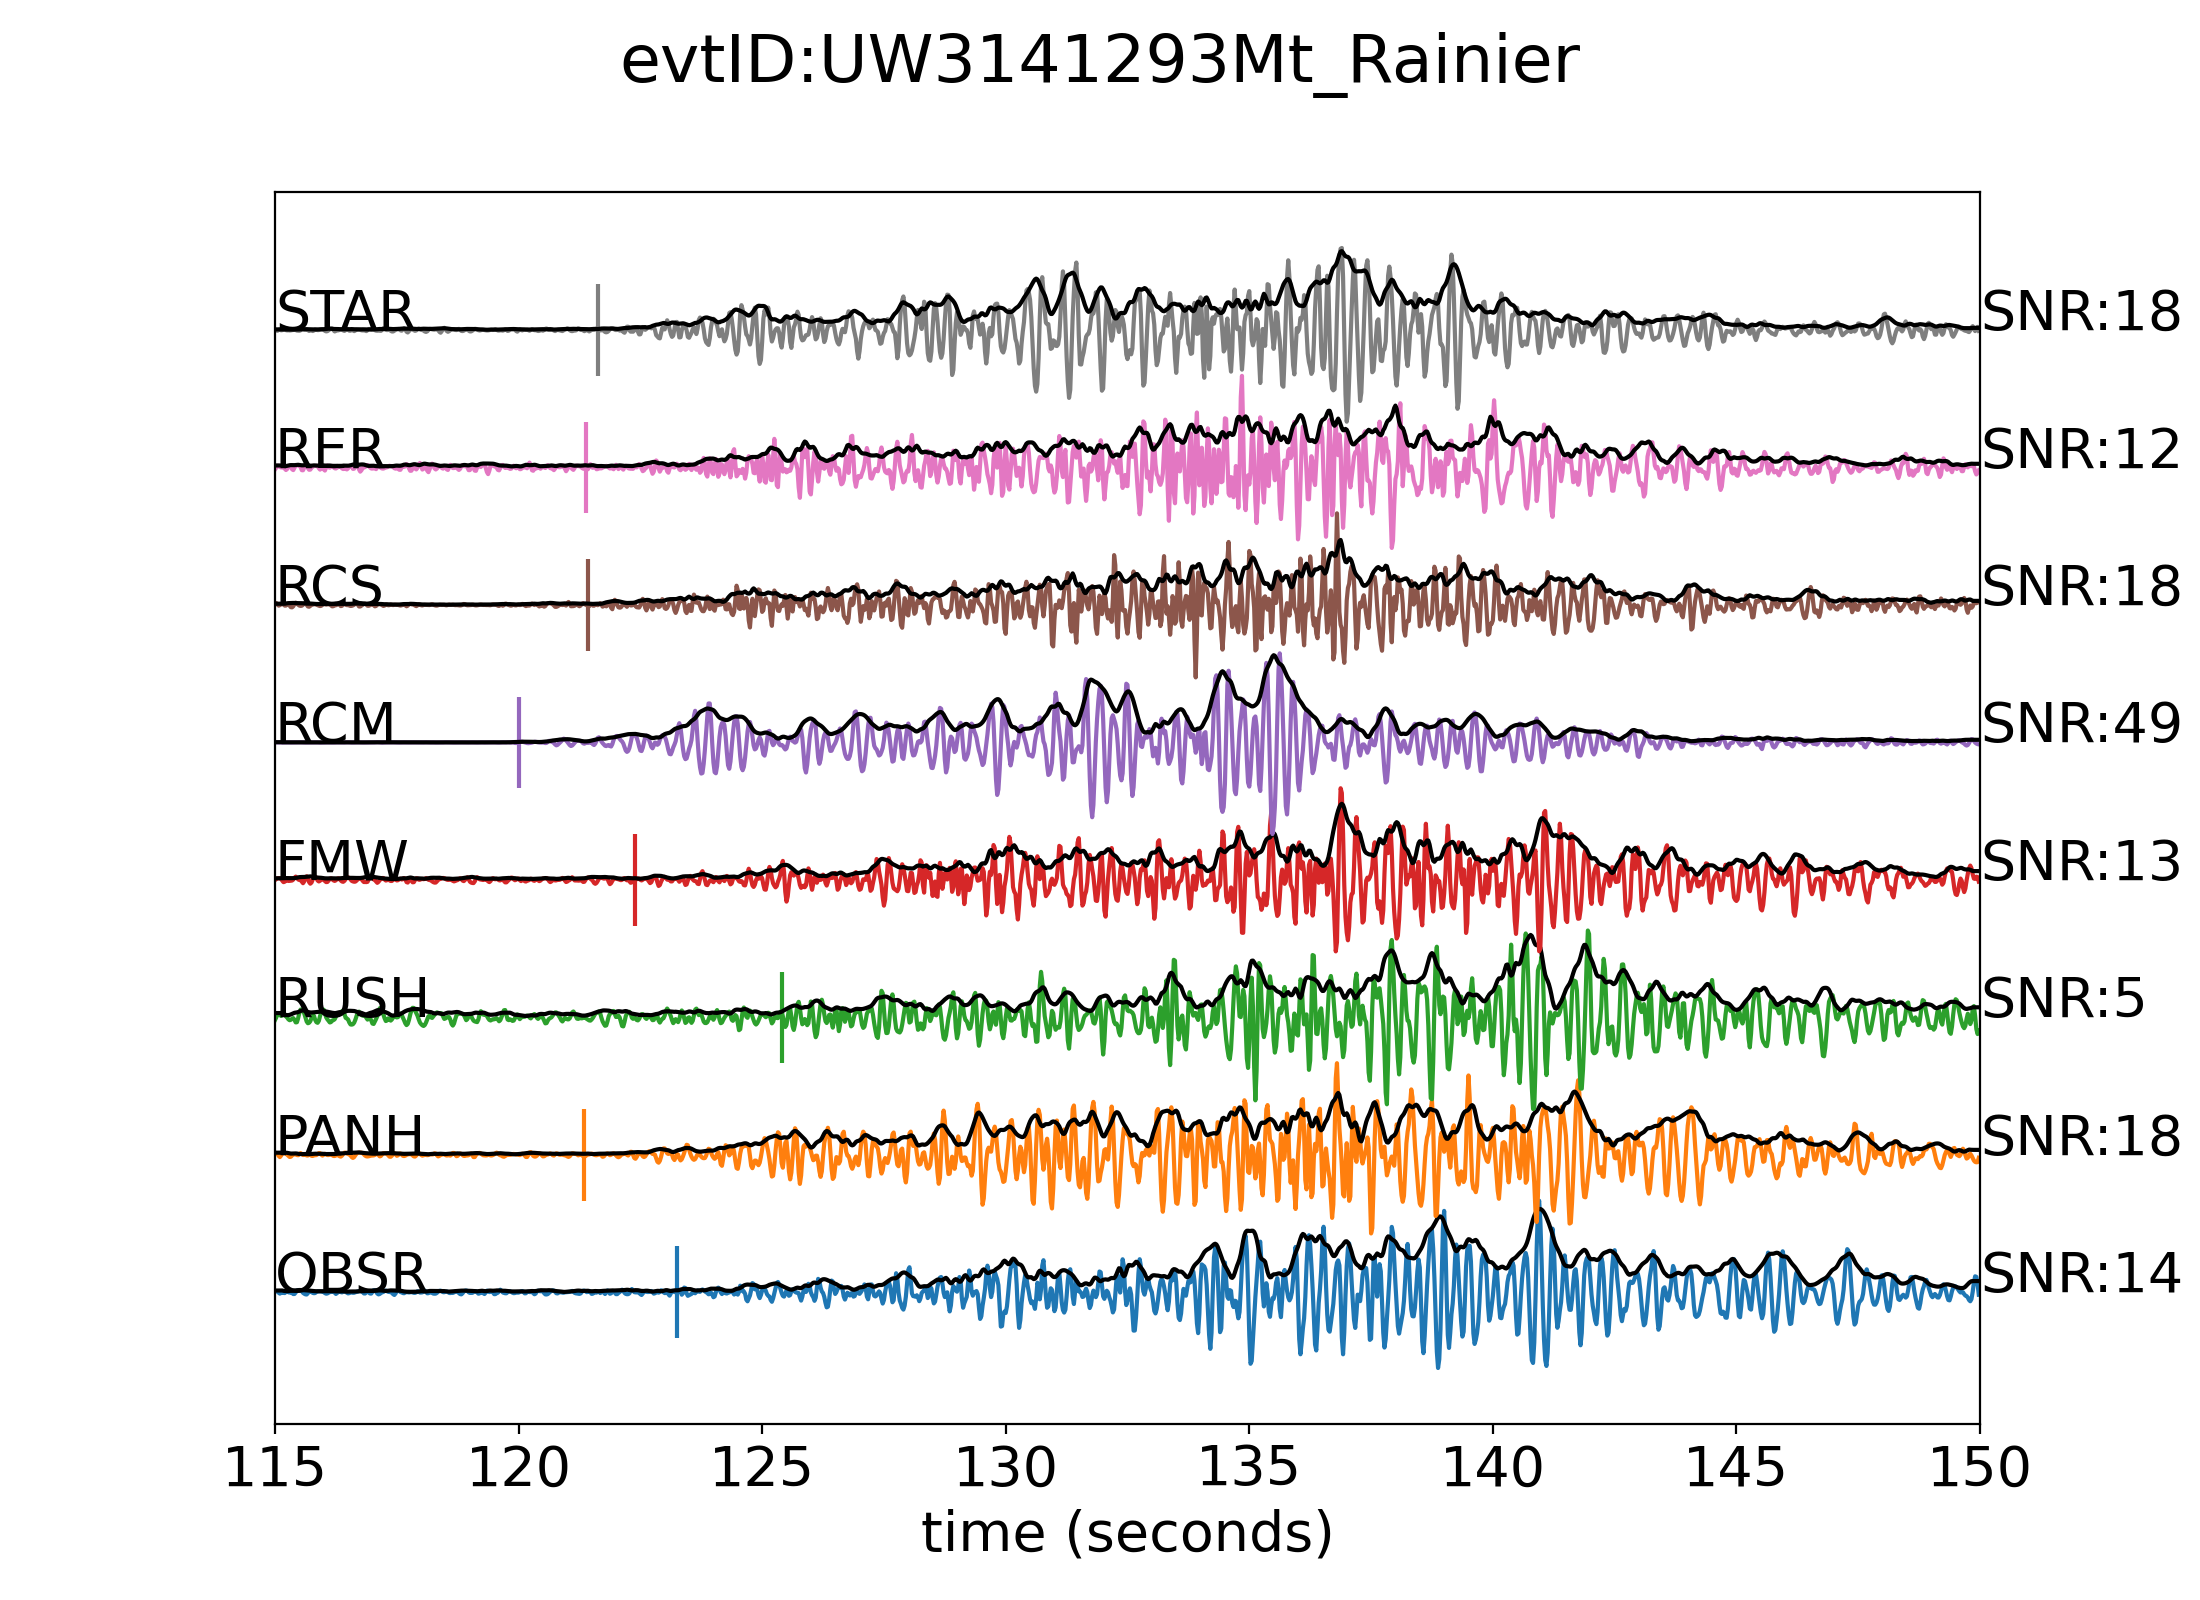 evtID:UW3141293Mt_Rainier
STAR SNR:18
RER SNR:12
RCS SNR:18
RCM SNR:49
FMW SNR:13
RUSH SNR:5
PANH SNR:18
OBSR SNR:14
115 120 125 130 135 140 145 150
time (seconds)